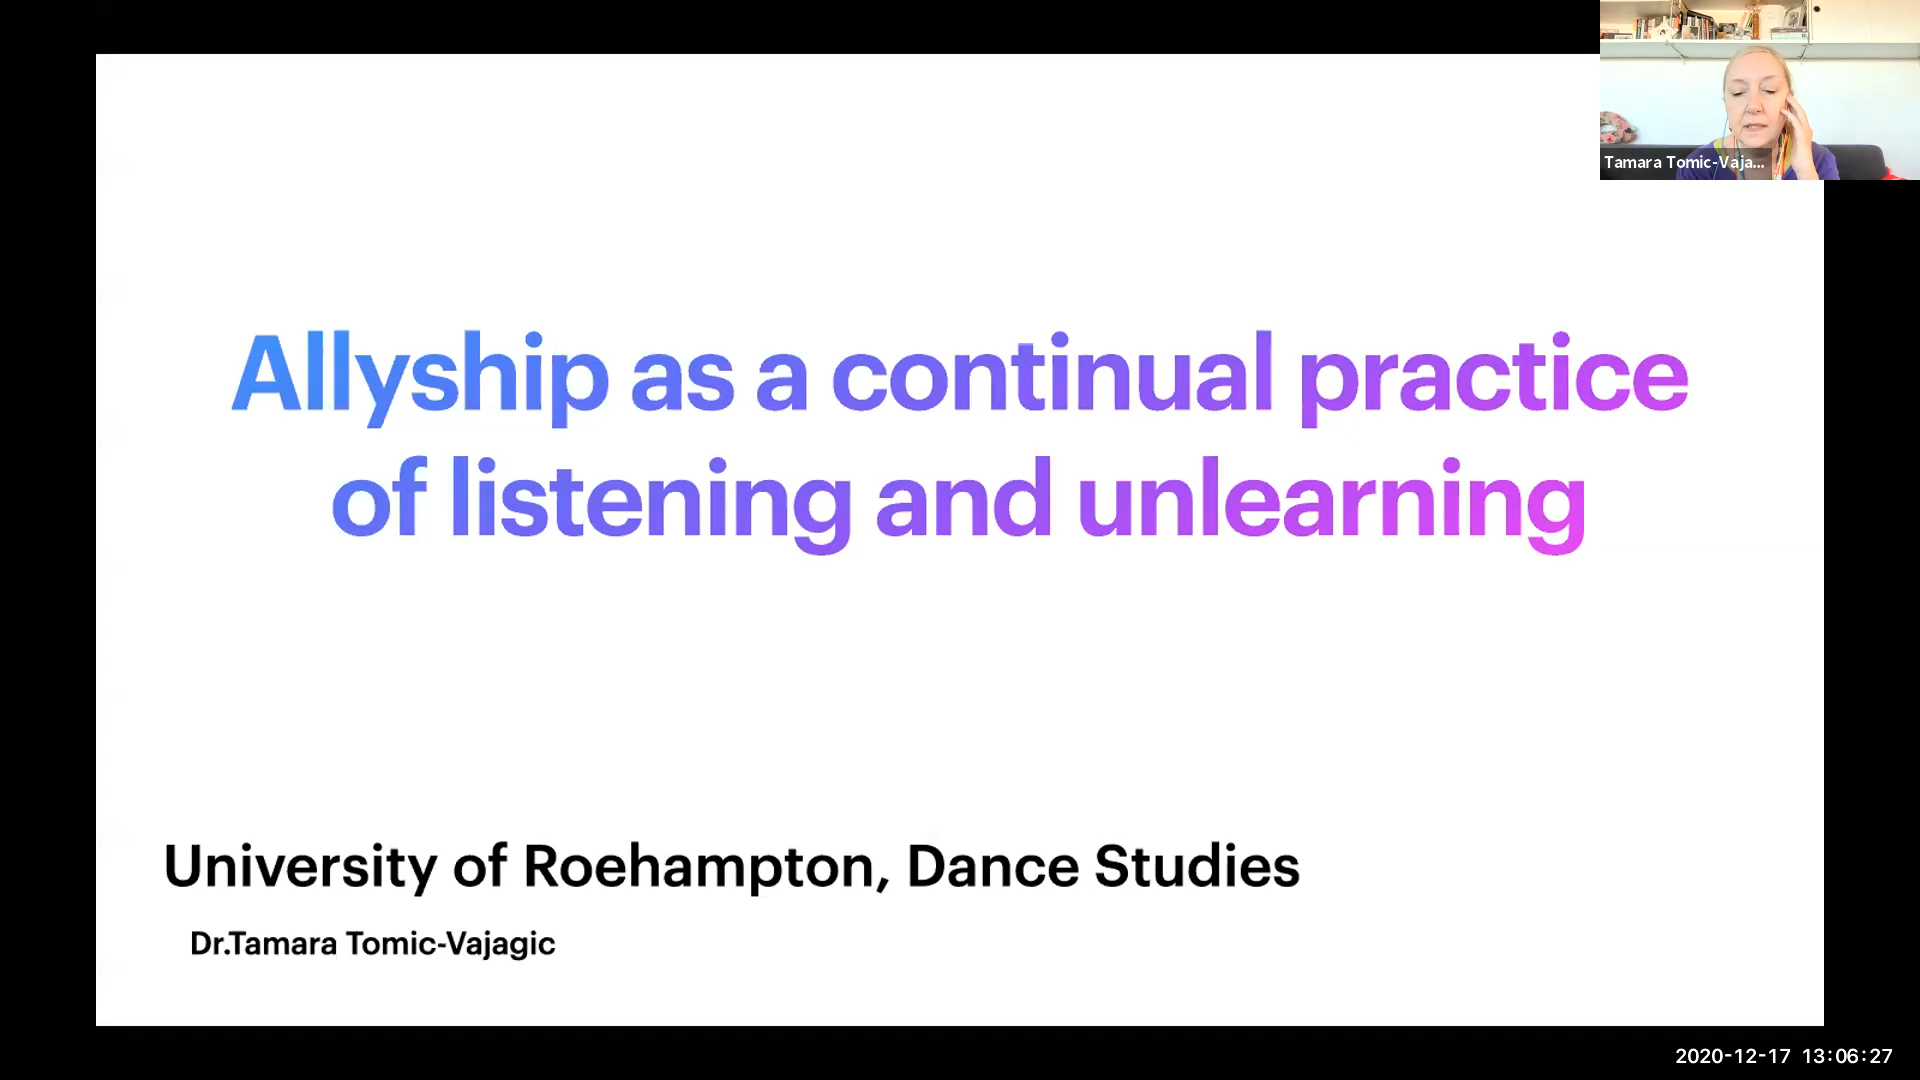 Tamara Tomic-Vaja...
Allyship as a continual practice
of listening and unlearning
University of Roehampton, Dance Studies
Dr.Tamara Tomic-Vajagic
2020-12-17 13:06:27